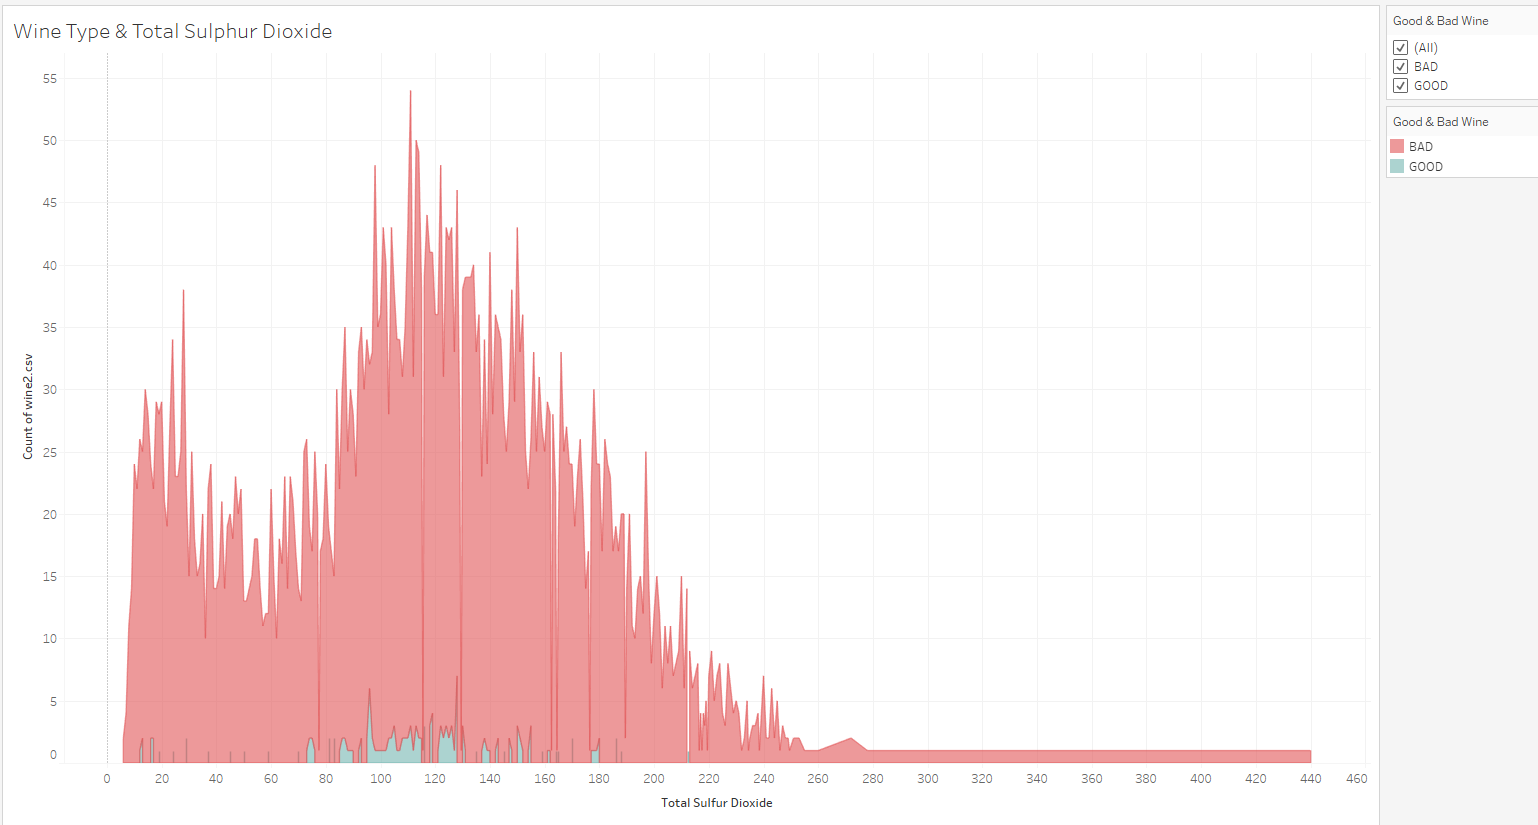 Wine Type & Total Sulphur Dioxide
55
50
45
40
35
30
25
20
15
10
5
0
Count of wine2.csv
0 20 40 60 80 100 120 140 160 180 200 220 240 260 280 300 320 340 360 380 400 420 440 460
Total Sulfur Dioxide
Good & Bad Wine
(All)
BAD
GOOD
Good & Bad Wine
BAD
GOOD